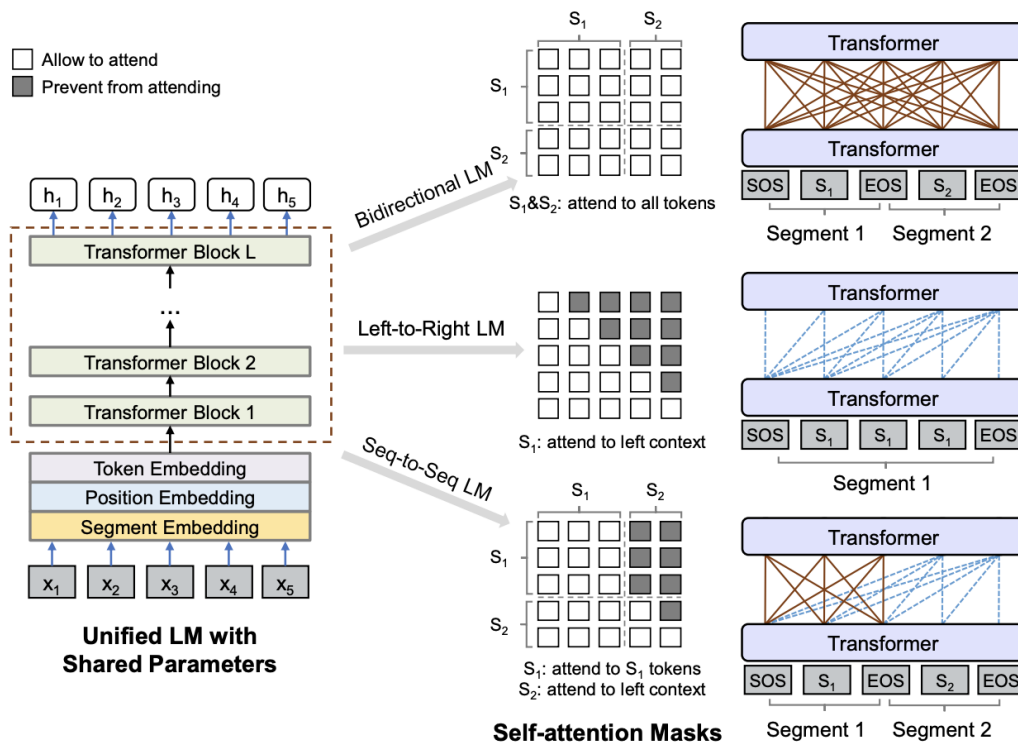 Allow to attend
Prevent from attending
h₁ h₂ h₃ h₄ h₅
Transformer Block L
...
Transformer Block 2
Transformer Block 1
Token Embedding
Position Embedding
Segment Embedding
x₁ x₂ x₃ x₄ x₅
Unified LM with
Shared Parameters
Bidirectional LM
Left-to-Right LM
Seq-to-Seq LM
S₁ S₂
S₁
S₂
S₁&S₂: attend to all tokens
S₁: attend to left context
S₁ S₂
S₁
S₂
S₁: attend to S₁ tokens
S₂: attend to left context
Self-attention Masks
Transformer
Transformer
SOS S₁ EOS S₂ EOS
Segment 1 Segment 2
Transformer
Transformer
SOS S₁ S₁ S₁ EOS
Segment 1
Transformer
Transformer
SOS S₁ EOS S₂ EOS
Segment 1 Segment 2